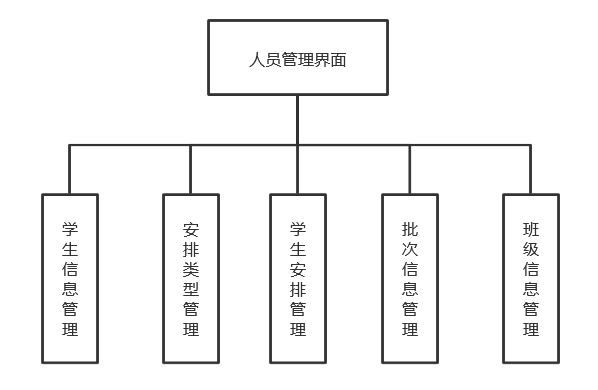 人员管理界面
学生信息管理
安排类型管理
学生安排管理
批次信息管理
班级信息管理